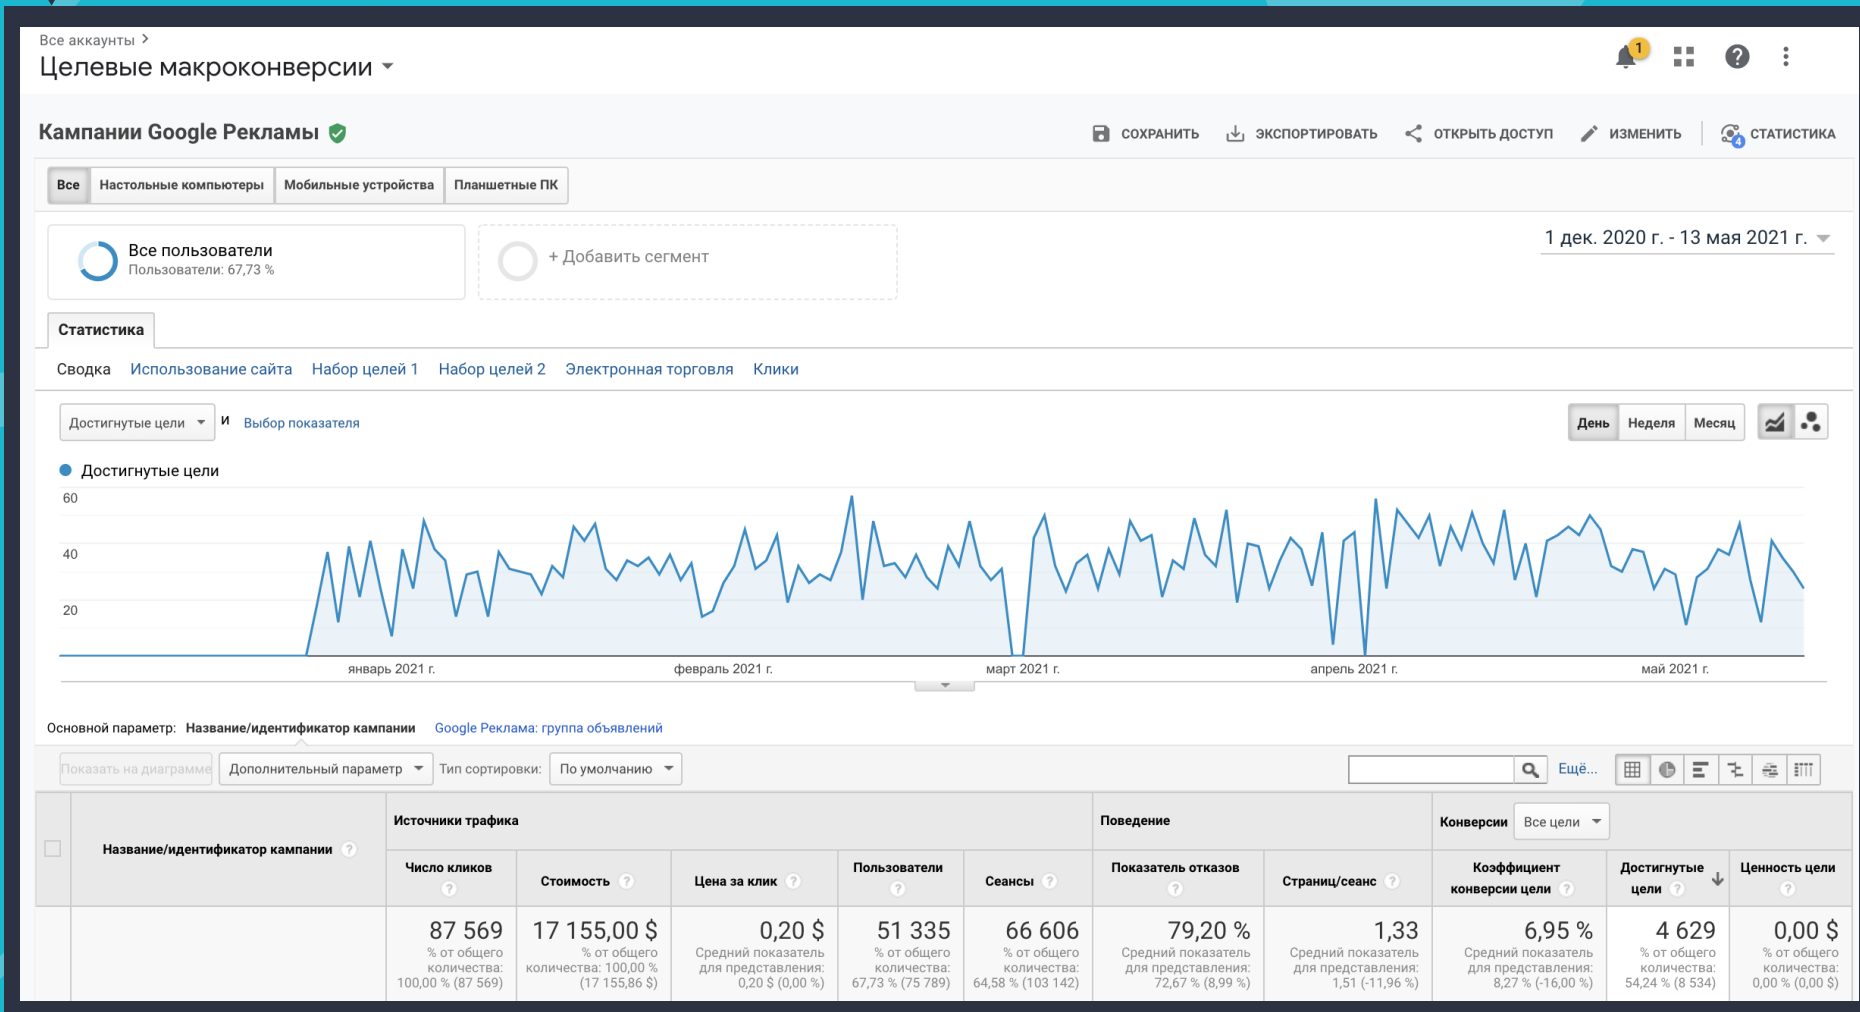 Все аккаунты >
Целевые макроконверсии
1
Кампании Google Рекламы
СОХРАНИТЬ ЭКСПОРТИРОВАТЬ ОТКРЫТЬ ДОСТУП ИЗМЕНИТЬ 4 СТАТИСТИКА
Все Настольные компьютеры Мобильные устройства Планшетные ПК
Все пользователи
Пользователи: 67,73 %
+ Добавить сегмент
1 дек. 2020 г. - 13 мая 2021 г.
Статистика
Сводка Использование сайта Набор целей 1 Набор целей 2 Электронная торговля Клики
Достигнутые цели и Выбор показателя
День Неделя Месяц
Достигнутые цели
60
40
20
январь 2021 г. февраль 2021 г. март 2021 г. апрель 2021 г. май 2021 г.
Основной параметр: Название/идентификатор кампании Google Реклама: группа объявлений
Показать на диаграмме Дополнительный параметр Тип сортировки: По умолчанию Ещё...
Название/идентификатор кампании ?
Источники трафика Поведение Конверсии Все цели
Число кликов ? Стоимость ? Цена за клик ? Пользователи ? Сеансы ? Показатель отказов ? Страниц/сеанс ? Коэффициент конверсии цели ? Достигнутые цели ? Ценность цели ?
87 569 17 155,00 $ 0,20 $ 51 335 66 606 79,20 % 1,33 6,95 % 4 629 0,00 $
% от общего % от общего Средний показатель % от общего % от общего Средний показатель Средний показатель Средний показатель % от общего % от общего
количества: количества: 100,00 % для представления: количества: количества: для представления: для представления: для представления: количества: количества:
100,00 % (87 569) (17 155,86 $) 0,20 $ (0,00 %) 67,73 % (75 789) 64,58 % (103 142) 72,67 % (8,99 %) 1,51 (-11,96 %) 8,27 % (-16,00 %) 54,24 % (8 534) 0,00 % (0,00 $)